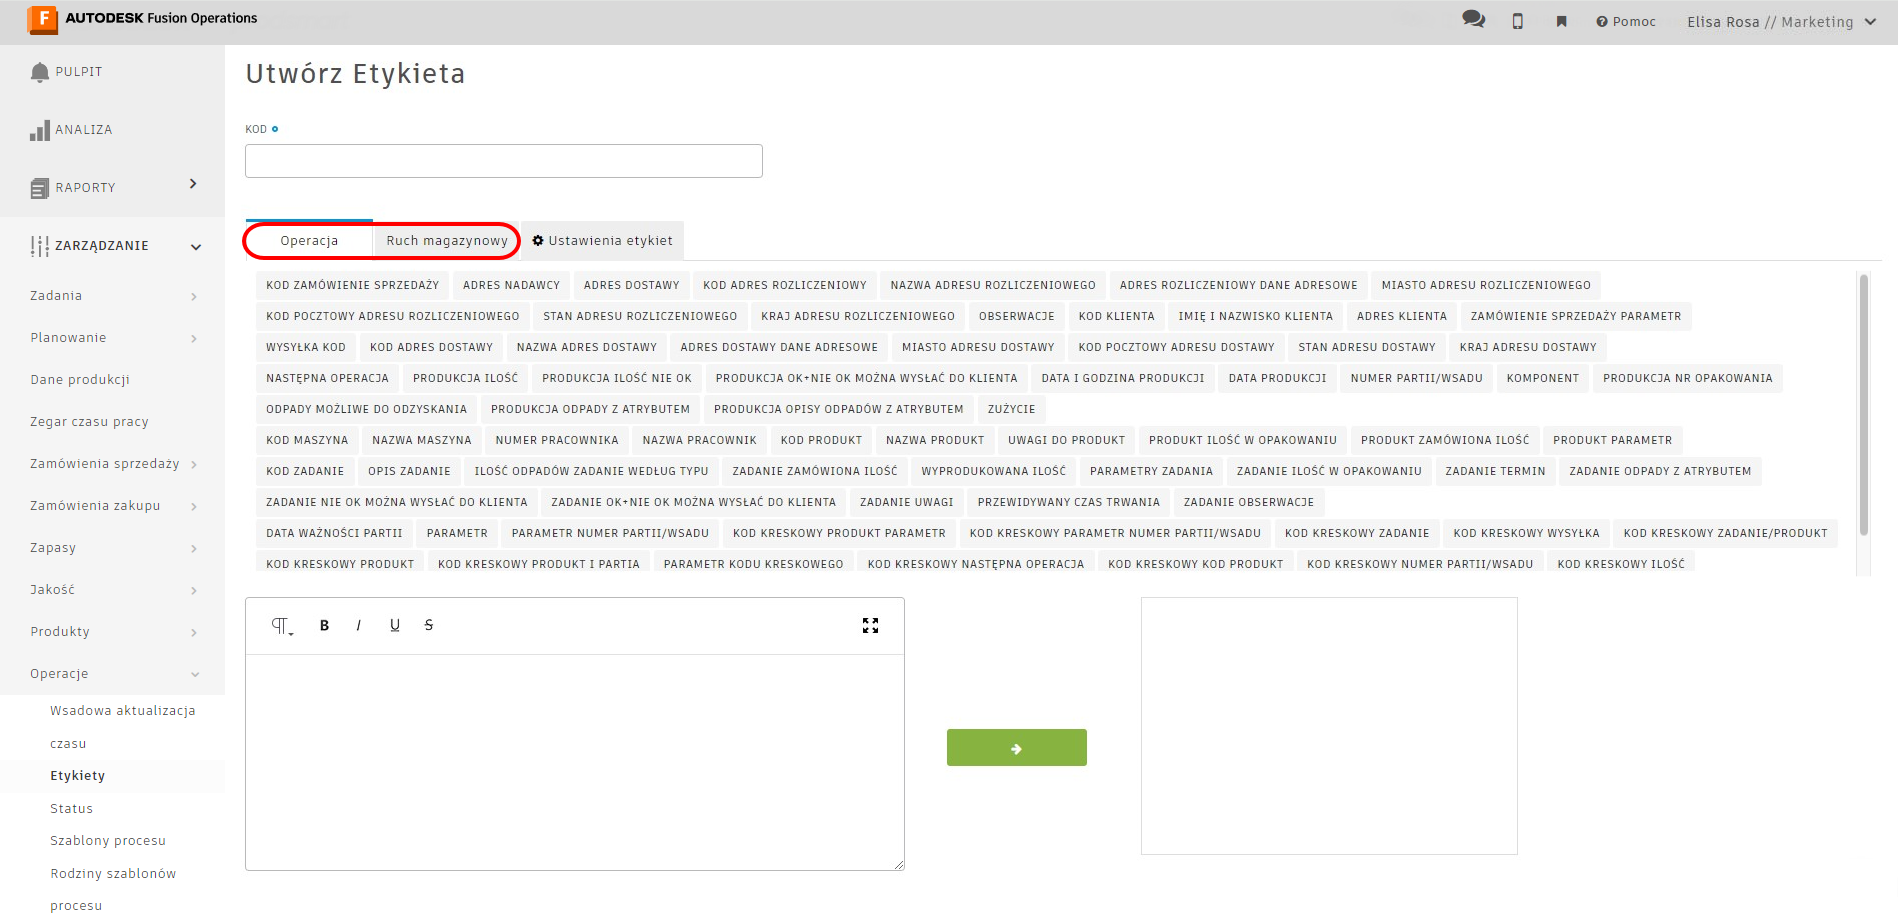 AUTODESK Fusion Operations
Pomoc
Elisa Rosa // Marketing
PULPIT
ANALIZA
RAPORTY
ZARZĄDZANIE
Zadania
Planowanie
Dane produkcji
Zegar czasu pracy
Zamówienia sprzedaży
Zamówienia zakupu
Zapasy
Jakość
Produkty
Operacje
Wsadowa aktualizacja
czasu
Etykiety
Status
Szablony procesu
Rodziny szablonów
procesu
Utwórz Etykieta
KOD
Operacja Ruch magazynowy Ustawienia etykiet
KOD ZAMÓWIENIE SPRZEDAŻY ADRES NADAWCY ADRES DOSTAWY KOD ADRES ROZLICZENIOWY NAZWA ADRESU ROZLICZENIOWEGO ADRES ROZLICZENIOWY DANE ADRESOWE MIASTO ADRESU ROZLICZENIOWEGO
KOD POCZTOWY ADRESU ROZLICZENIOWEGO STAN ADRESU ROZLICZENIOWEGO KRAJ ADRESU ROZLICZENIOWEGO OBSERWACJE KOD KLIENTA IMIĘ I NAZWISKO KLIENTA ADRES KLIENTA ZAMÓWIENIE SPRZEDAŻY PARAMETR
WYSYŁKA KOD KOD ADRES DOSTAWY NAZWA ADRES DOSTAWY ADRES DOSTAWY DANE ADRESOWE MIASTO ADRESU DOSTAWY KOD POCZTOWY ADRESU DOSTAWY STAN ADRESU DOSTAWY KRAJ ADRESU DOSTAWY
NASTĘPNA OPERACJA PRODUKCJA ILOŚĆ PRODUKCJA ILOŚĆ NIE OK PRODUKCJA OK+NIE OK MOŻNA WYSŁAĆ DO KLIENTA DATA I GODZINA PRODUKCJI DATA PRODUKCJI NUMER PARTII/WSADU KOMPONENT PRODUKCJA NR OPAKOWANIA
ODPADY MOŻLIWE DO ODZYSKANIA PRODUKCJA ODPADY Z ATRYBUTEM PRODUKCJA OPISY ODPADÓW Z ATRYBUTEM ZUŻYCIE
KOD MASZYNA NAZWA MASZYNA NUMER PRACOWNIKA NAZWA PRACOWNIK KOD PRODUKT NAZWA PRODUKT UWAGI DO PRODUKT PRODUKT ILOŚĆ W OPAKOWANIU PRODUKT ZAMÓWIONA ILOŚĆ PRODUKT PARAMETR
KOD ZADANIE OPIS ZADANIE ILOŚĆ ODPADÓW ZADANIE WEDŁUG TYPU ZADANIE ZAMÓWIONA ILOŚĆ WYPRODUKOWANA ILOŚĆ PARAMETRY ZADANIA ZADANIE ILOŚĆ W OPAKOWANIU ZADANIE TERMIN ZADANIE ODPADY Z ATRYBUTEM
ZADANIE NIE OK MOŻNA WYSŁAĆ DO KLIENTA ZADANIE OK+NIE OK MOŻNA WYSŁAĆ DO KLIENTA ZADANIE UWAGI PRZEWIDYWANY CZAS TRWANIA ZADANIE OBSERWACJE
DATA WAŻNOŚCI PARTII PARAMETR PARAMETR NUMER PARTII/WSADU KOD KRESKOWY PRODUKT PARAMETR KOD KRESKOWY PARAMETR NUMER PARTII/WSADU KOD KRESKOWY ZADANIE KOD KRESKOWY WYSYŁKA KOD KRESKOWY ZADANIE/PRODUKT
KOD KRESKOWY PRODUKT KOD KRESKOWY PRODUKT I PARTIA PARAMETR KODU KRESKOWEGO KOD KRESKOWY NASTĘPNA OPERACJA KOD KRESKOWY KOD PRODUKT KOD KRESKOWY NUMER PARTII/WSADU KOD KRESKOWY ILOŚĆ
B I U S